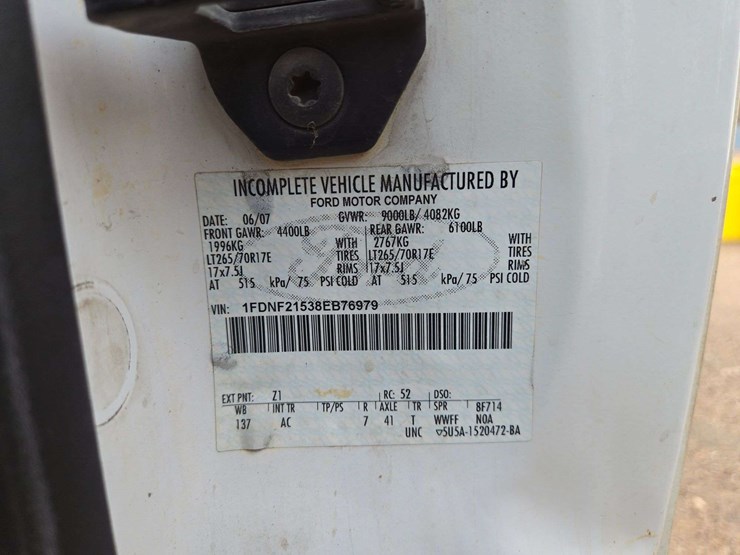 INCOMPLETE VEHICLE MANUFACTURED BY
FORD MOTOR COMPANY
DATE: 06/07 GVWR: 9000LB/ 4082KG
FRONT GAWR: 4400LB REAR GAWR: 6100LB
1996KG WITH 2767KG WITH
LT265/70R17E TIRES LT265/70R17E TIRES
17x7.5J RIMS 17x7.5J RIMS
AT 515 kPa/ 75 PSI COLD AT 515 kPa/ 75 PSI COLD
VIN: 1FDNF21538EB76979
EXT PNT: Z1 RC: 52 DSO:
WB INT TR TP/PS R AXLE TR SPR 8F714
137 AC 7 41 T WWFF NOA
UNC 5U5A-1520472-BA